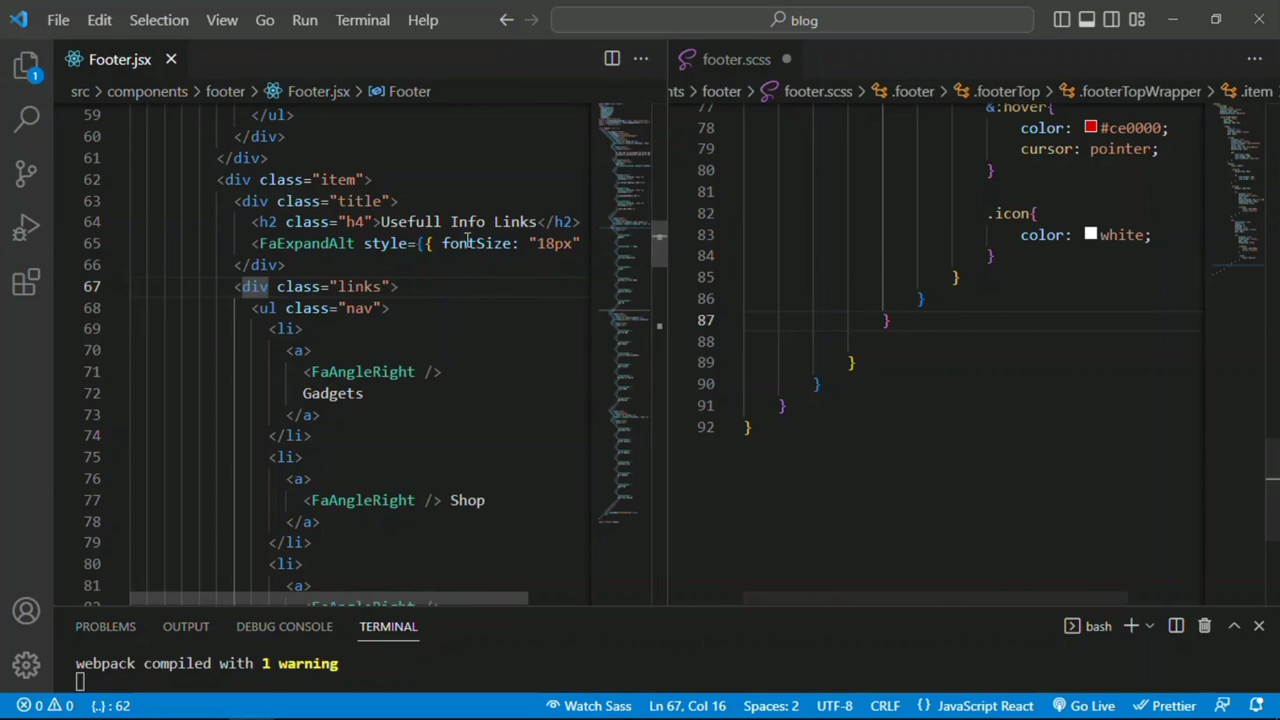 File Edit Selection View Go Run Terminal Help blog
Footer.jsx
footer.scss
src > components > footer > Footer.jsx > Footer
nts > footer > footer.scss > .footer > .footerTop > .footerTopWrapper > .item
1
59 </ul>
60 </div>
61 </div>
62 <div class="item">
63 <div class="title">
64 <h2 class="h4">Usefull Info Links</h2>
65 <FaExpandAlt style={{ fontSize: "18px"
66 </div>
67 <div class="links">
68 <ul class="nav">
69 <li>
70 <a>
71 <FaAngleRight />
72 Gadgets
73 </a>
74 </li>
75 <li>
76 <a>
77 <FaAngleRight /> Shop
78 </a>
79 </li>
80 <li>
81 <a>
82 <FaAngleRight />
77 &:hover{
78 color: #ce0000;
79 cursor: pointer;
80 }
81
82 .icon{
83 color: white;
84 }
85 }
86 }
87 }
88
89 }
90 }
91 }
92 }
PROBLEMS OUTPUT DEBUG CONSOLE TERMINAL bash
webpack compiled with 1 warning
0 0 {..} : 62 Watch Sass Ln 67, Col 16 Spaces: 2 UTF-8 CRLF {} JavaScript React Go Live Prettier